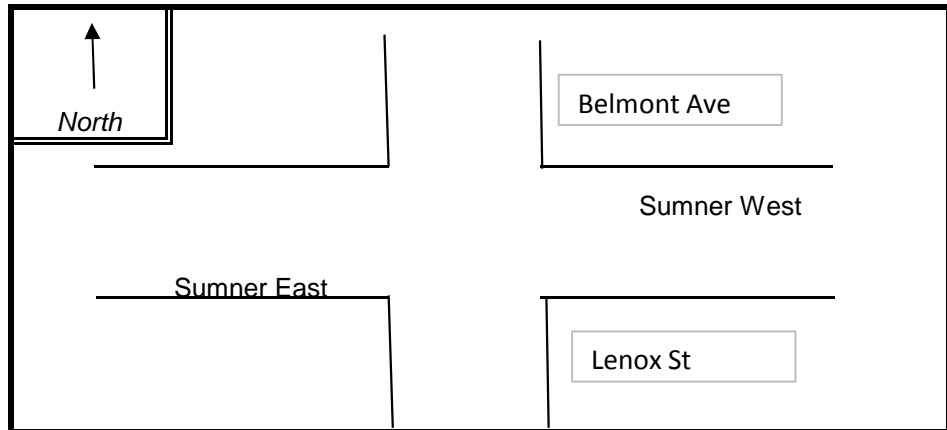 Belmont Ave
North
Sumner West
Sumner East
Lenox St